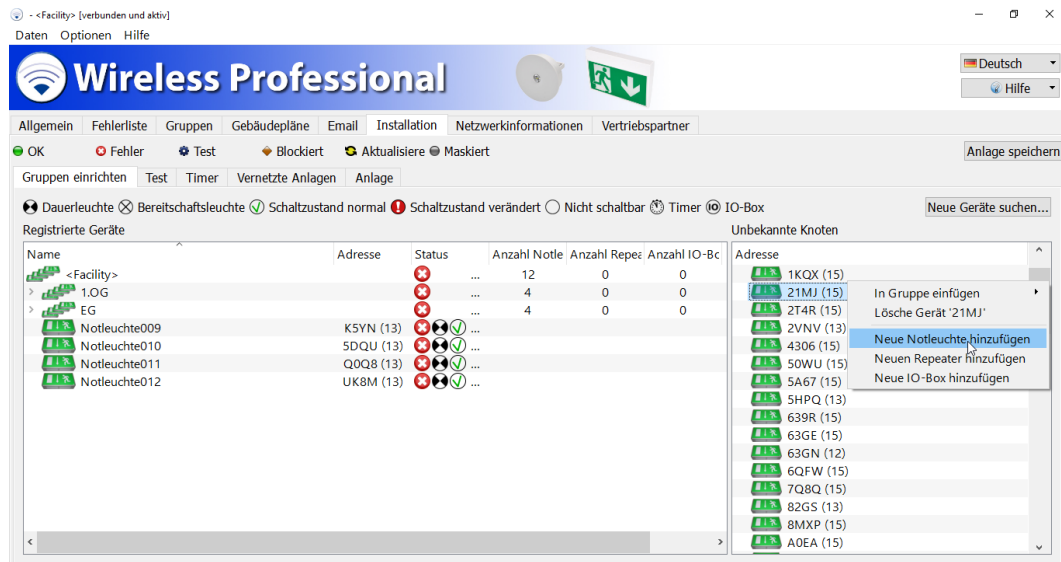 - <Facility> [verbunden und aktiv]
Daten Optionen Hilfe
Wireless Professional
Deutsch
Hilfe
Allgemein Fehlerliste Gruppen Gebäudepläne Email Installation Netzwerkinformationen Vertriebspartner
OK Fehler Test Blockiert Aktualisiere Maskiert Anlage speichern
Gruppen einrichten Test Timer Vernetzte Anlagen Anlage
Dauerleuchte Bereitschaftsleuchte Schaltzustand normal Schaltzustand verändert Nicht schaltbar Timer IO IO-Box Neue Geräte suchen...
Registrierte Geräte
Name Adresse Status Anzahl Notle Anzahl Repea Anzahl IO-Bc
<Facility> ... 12 0 0
1.OG ... 4 0 0
EG ... 4 0 0
Notleuchte009 K5YN (13) ...
Notleuchte010 5DQU (13) ...
Notleuchte011 Q0Q8 (13) ...
Notleuchte012 UK8M (13) ...
Unbekannte Knoten
Adresse
1KQX (15)
21MJ (15)
2T4R (15)
2VNV (13)
4306 (15)
50WU (15)
5A67 (15)
5HPQ (13)
639R (15)
63GE (15)
63GN (12)
6QFW (15)
7Q8Q (15)
82GS (13)
8MXP (15)
A0EA (15)
In Gruppe einfügen
Lösche Gerät '21MJ'
Neue Notleuchte hinzufügen
Neuen Repeater hinzufügen
Neue IO-Box hinzufügen